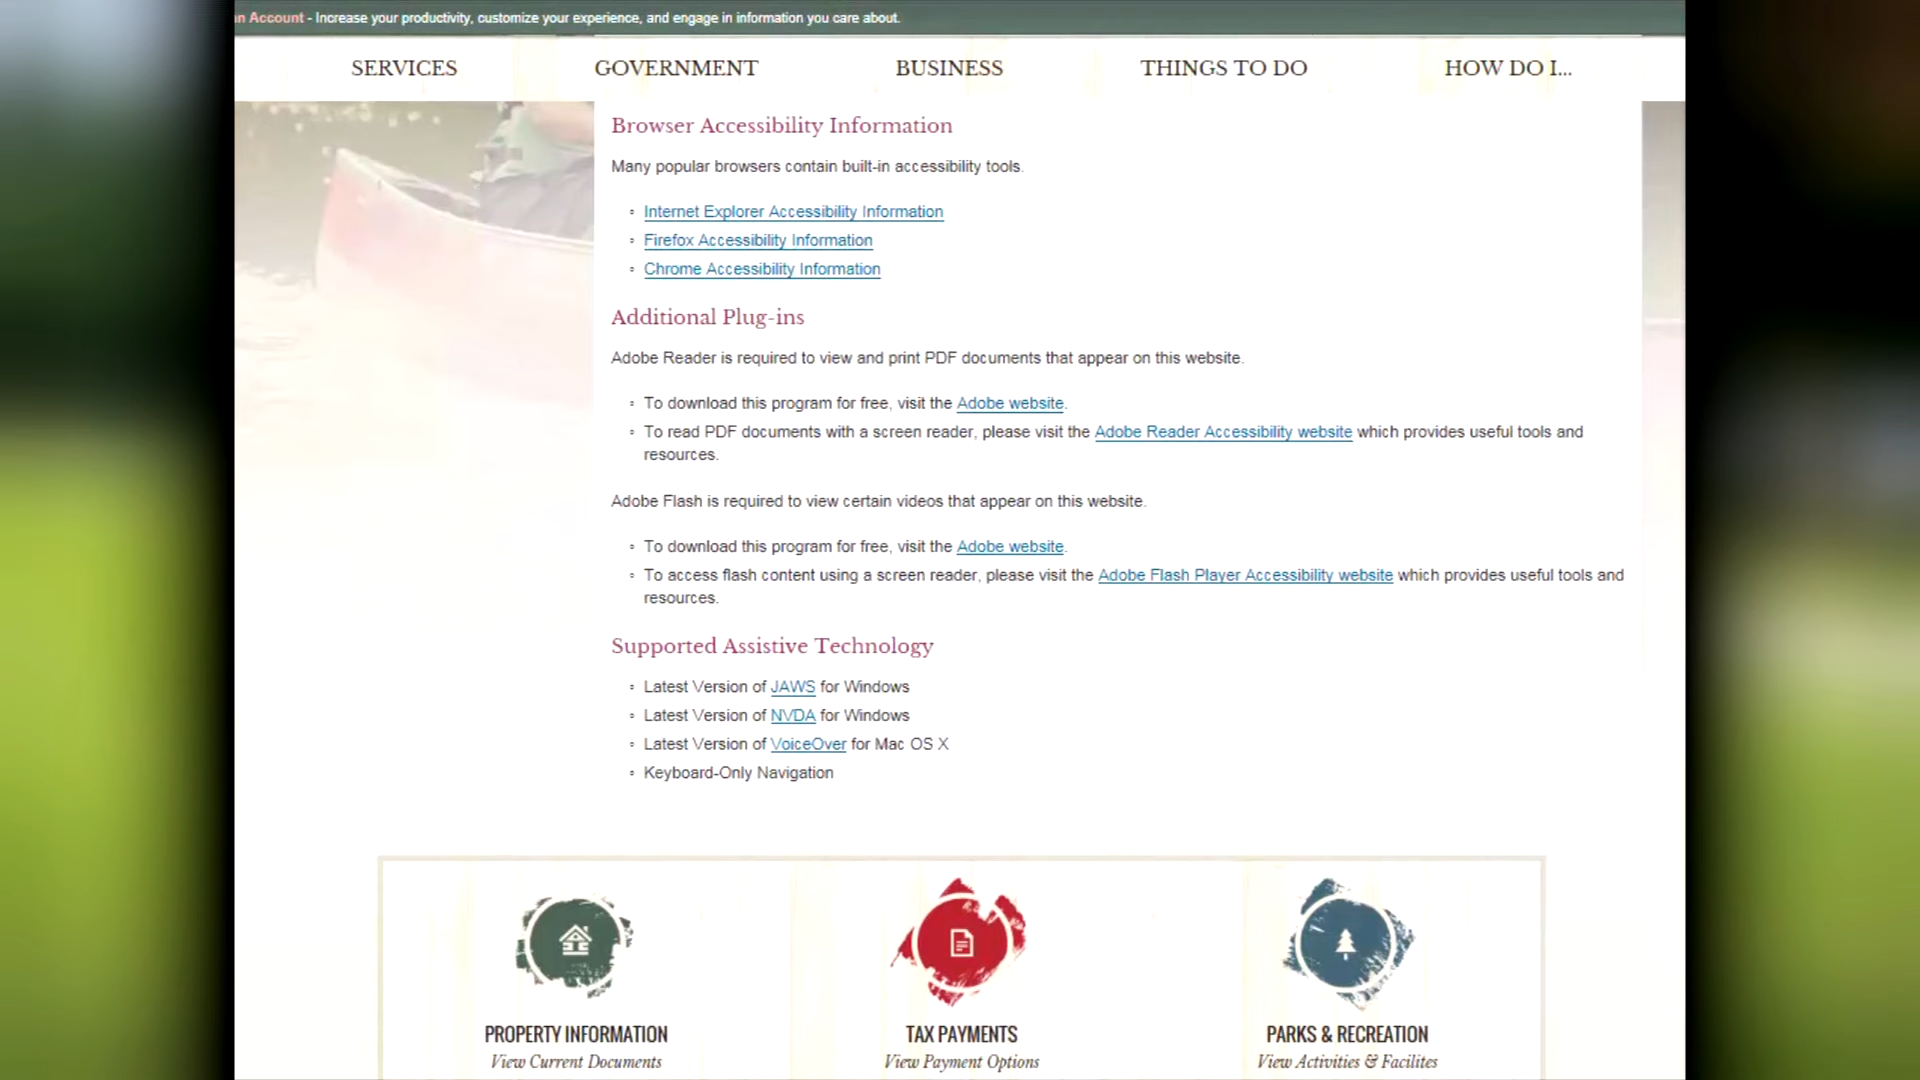 n Account - Increase your productivity, customize your experience, and engage in information you care about.
SERVICES GOVERNMENT BUSINESS THINGS TO DO HOW DO I...
Browser Accessibility Information
Many popular browsers contain built-in accessibility tools.
Internet Explorer Accessibility Information
Firefox Accessibility Information
Chrome Accessibility Information
Additional Plug-ins
Adobe Reader is required to view and print PDF documents that appear on this website.
To download this program for free, visit the Adobe website.
To read PDF documents with a screen reader, please visit the Adobe Reader Accessibility website which provides useful tools and
resources.
Adobe Flash is required to view certain videos that appear on this website.
To download this program for free, visit the Adobe website.
To access flash content using a screen reader, please visit the Adobe Flash Player Accessibility website which provides useful tools and
resources.
Supported Assistive Technology
Latest Version of JAWS for Windows
Latest Version of NVDA for Windows
Latest Version of VoiceOver for Mac OS X
Keyboard-Only Navigation
PROPERTY INFORMATION
View Current Documents
TAX PAYMENTS
View Payment Options
PARKS & RECREATION
View Activities & Facilites